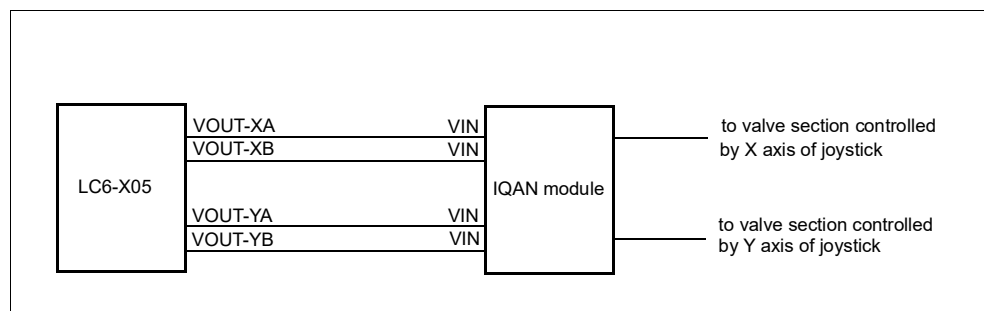 VOUT-XA
VIN
to valve section controlled
VOUT-XB
VIN
by X axis of joystick
LC6-X05
IQAN module
VOUT-YA
VIN
to valve section controlled
VOUT-YB
VIN
by Y axis of joystick